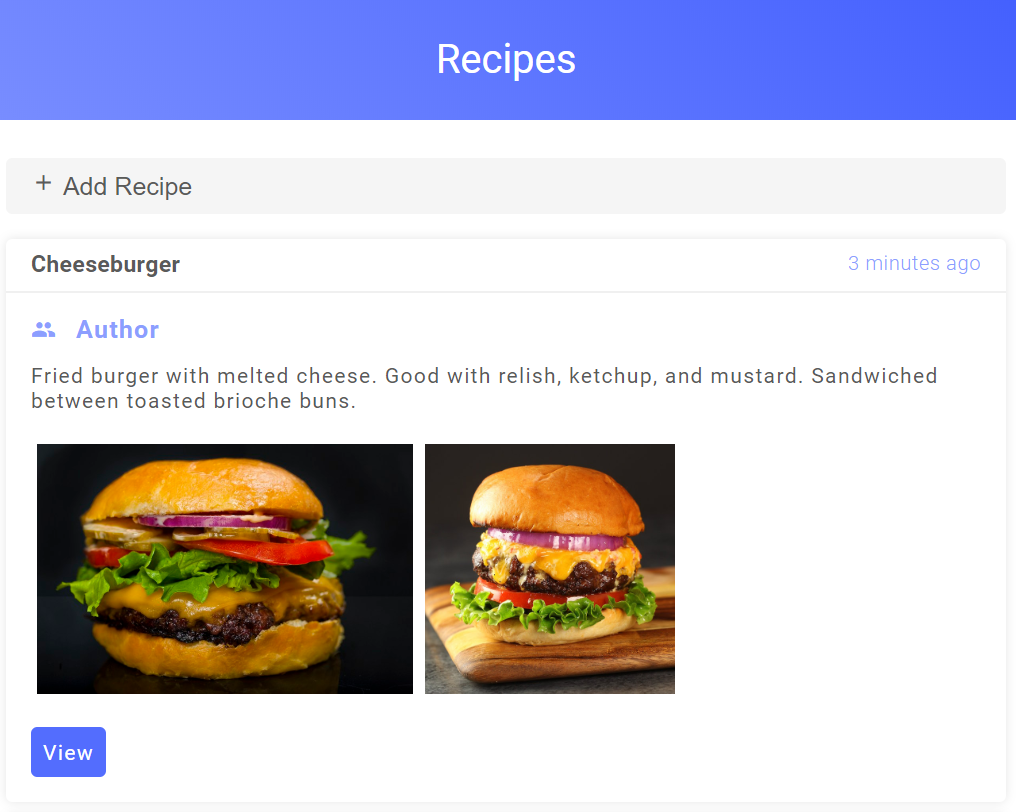 Recipes
+ Add Recipe
Cheeseburger
3 minutes ago
Author
Fried burger with melted cheese. Good with relish, ketchup, and mustard. Sandwiched
between toasted brioche buns.
View